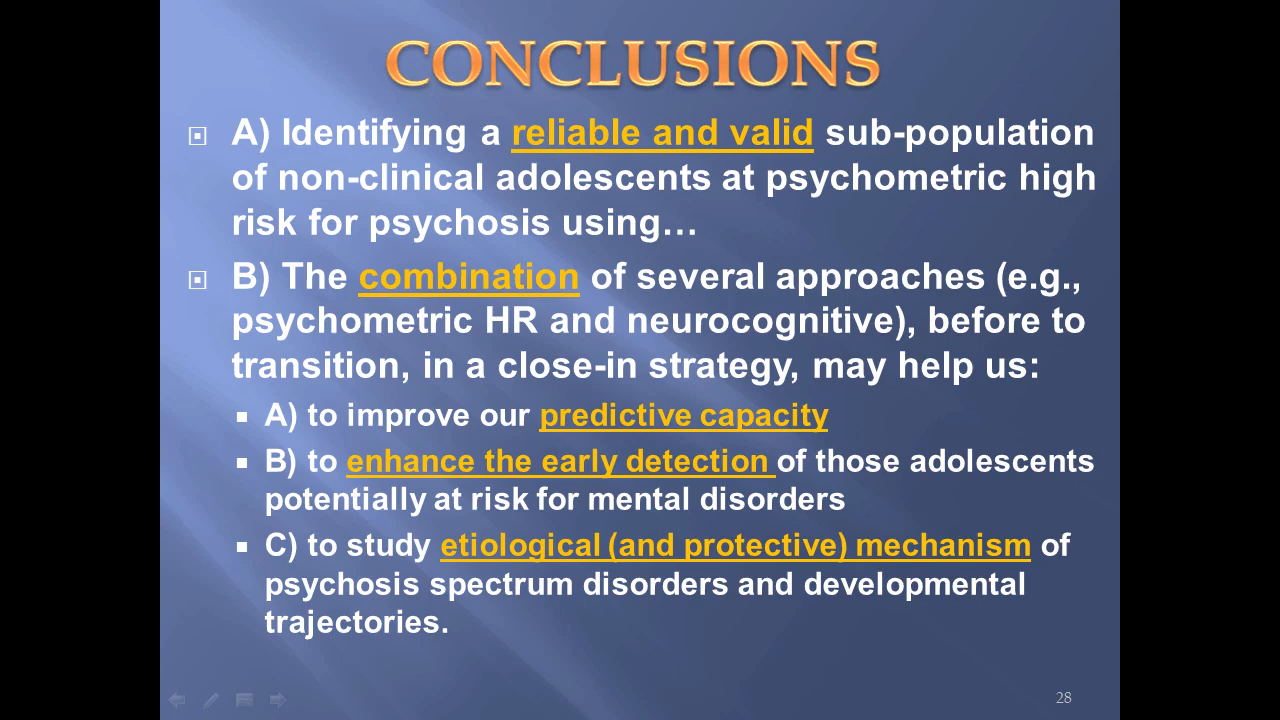 CONCLUSIONS
A) Identifying a reliable and valid sub-population
of non-clinical adolescents at psychometric high
risk for psychosis using…
B) The combination of several approaches (e.g.,
psychometric HR and neurocognitive), before to
transition, in a close-in strategy, may help us:
A) to improve our predictive capacity
B) to enhance the early detection of those adolescents
potentially at risk for mental disorders
C) to study etiological (and protective) mechanism of
psychosis spectrum disorders and developmental
trajectories.
28